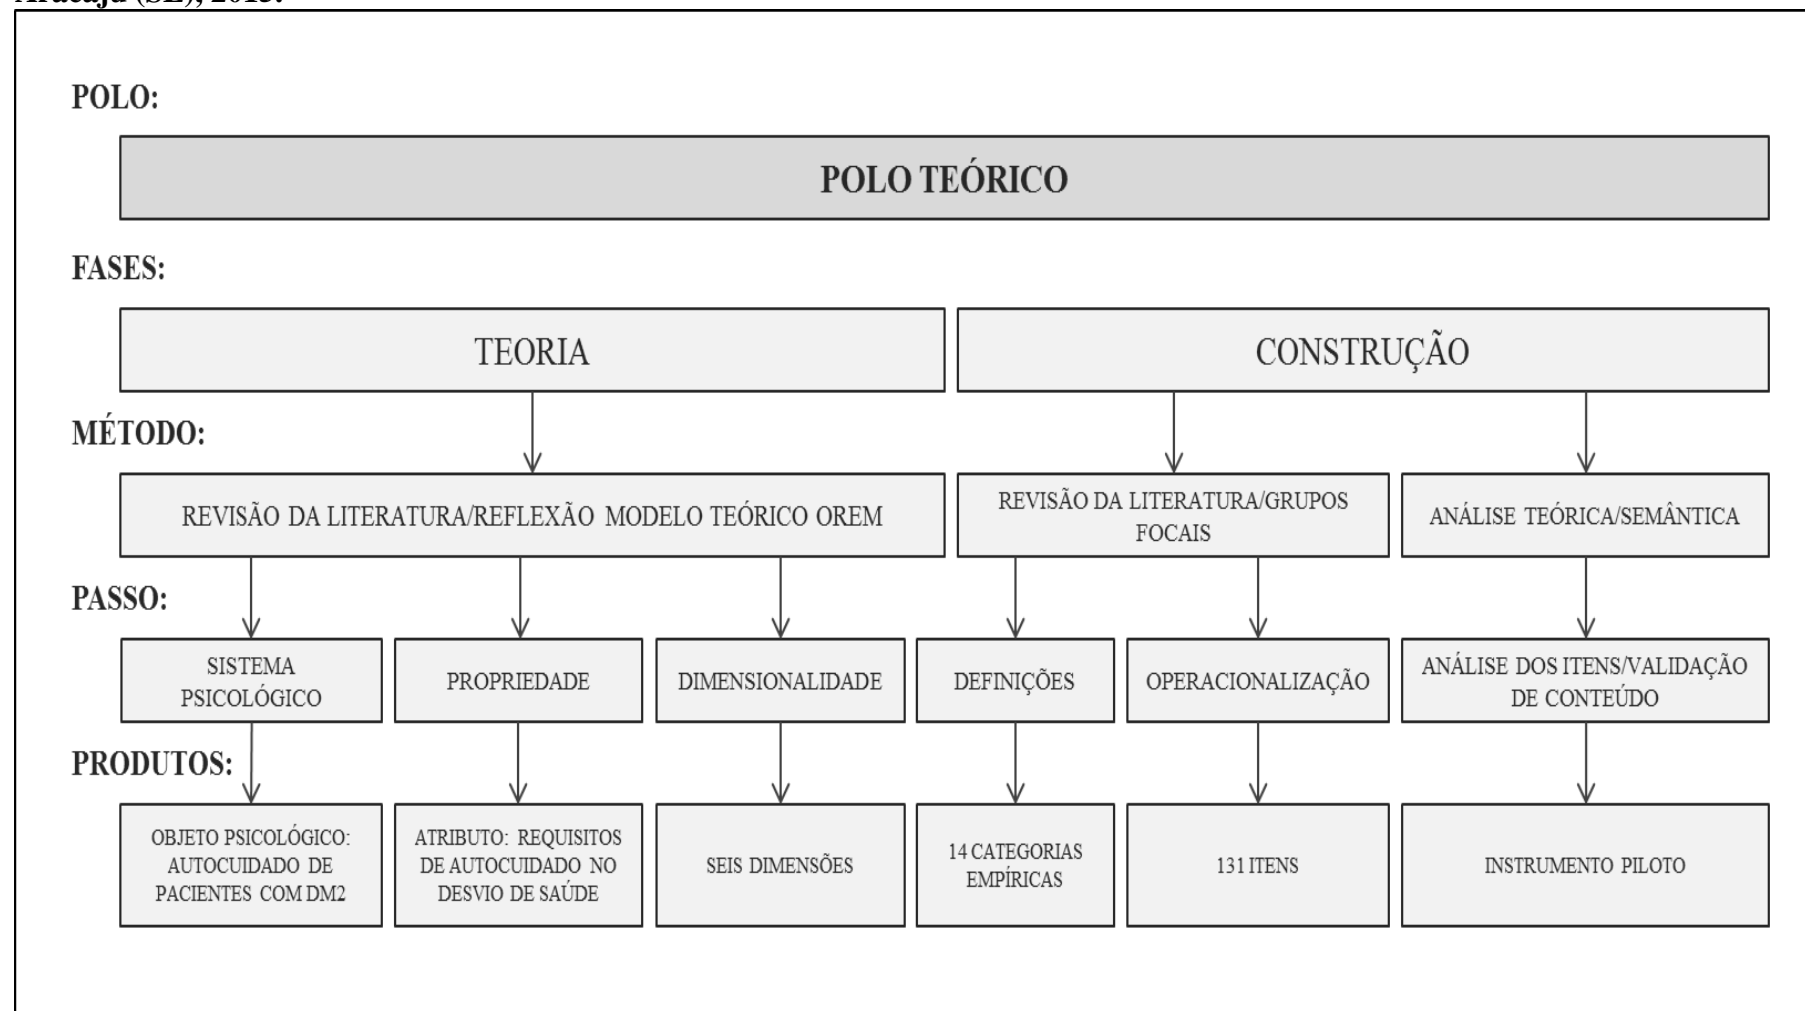 Aracaju (SE), 2015.
POLO:
POLO TEÓRICO
FASES:
TEORIA
CONSTRUÇÃO
MÉTODO:
REVISÃO DA LITERATURA/REFLEXÃO MODELO TEÓRICO OREM
REVISÃO DA LITERATURA/GRUPOS
FOCAIS
ANÁLISE TEÓRICA/SEMÂNTICA
PASSO:
SISTEMA
PSICOLÓGICO
PROPRIEDADE
DIMENSIONALIDADE
DEFINIÇÕES
OPERACIONALIZAÇÃO
ANÁLISE DOS ITENS/VALIDAÇÃO
DE CONTEÚDO
PRODUTOS:
OBJETO PSICOLÓGICO:
AUTOCUIDADO DE
PACIENTES COM DM2
ATRIBUTO: REQUISITOS
DE AUTOCUIDADO NO
DESVIO DE SAÚDE
SEIS DIMENSÕES
14 CATEGORIAS
EMPÍRICAS
131 ITENS
INSTRUMENTO PILOTO